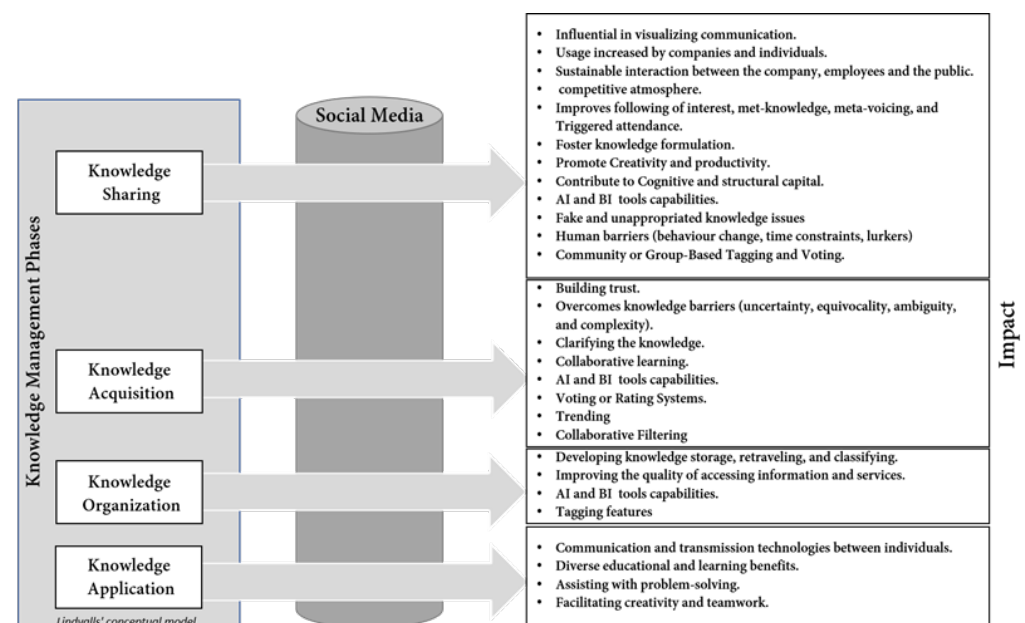 Knowledge Management Phases
Knowledge
Sharing
Knowledge
Acquisition
Knowledge
Organization
Knowledge
Application
Lindvalls' conceptual model
Social Media
• Influential in visualizing communication.
• Usage increased by companies and individuals.
• Sustainable interaction between the company, employees and the public.
• competitive atmosphere.
• Improves following of interest, met-knowledge, meta-voicing, and
Triggered attendance.
• Foster knowledge formulation.
• Promote Creativity and productivity.
• Contribute to Cognitive and structural capital.
• AI and BI tools capabilities.
• Fake and unappropriated knowledge issues
• Human barriers (behaviour change, time constraints, lurkers)
• Community or Group-Based Tagging and Voting.
• Building trust.
• Overcomes knowledge barriers (uncertainty, equivocality, ambiguity,
and complexity).
• Clarifying the knowledge.
• Collaborative learning.
• AI and BI tools capabilities.
• Voting or Rating Systems.
• Trending
• Collaborative Filtering
• Developing knowledge storage, retraveling, and classifying.
• Improving the quality of accessing information and services.
• AI and BI tools capabilities.
• Tagging features
• Communication and transmission technologies between individuals.
• Diverse educational and learning benefits.
• Assisting with problem-solving.
• Facilitating creativity and teamwork.
Impact